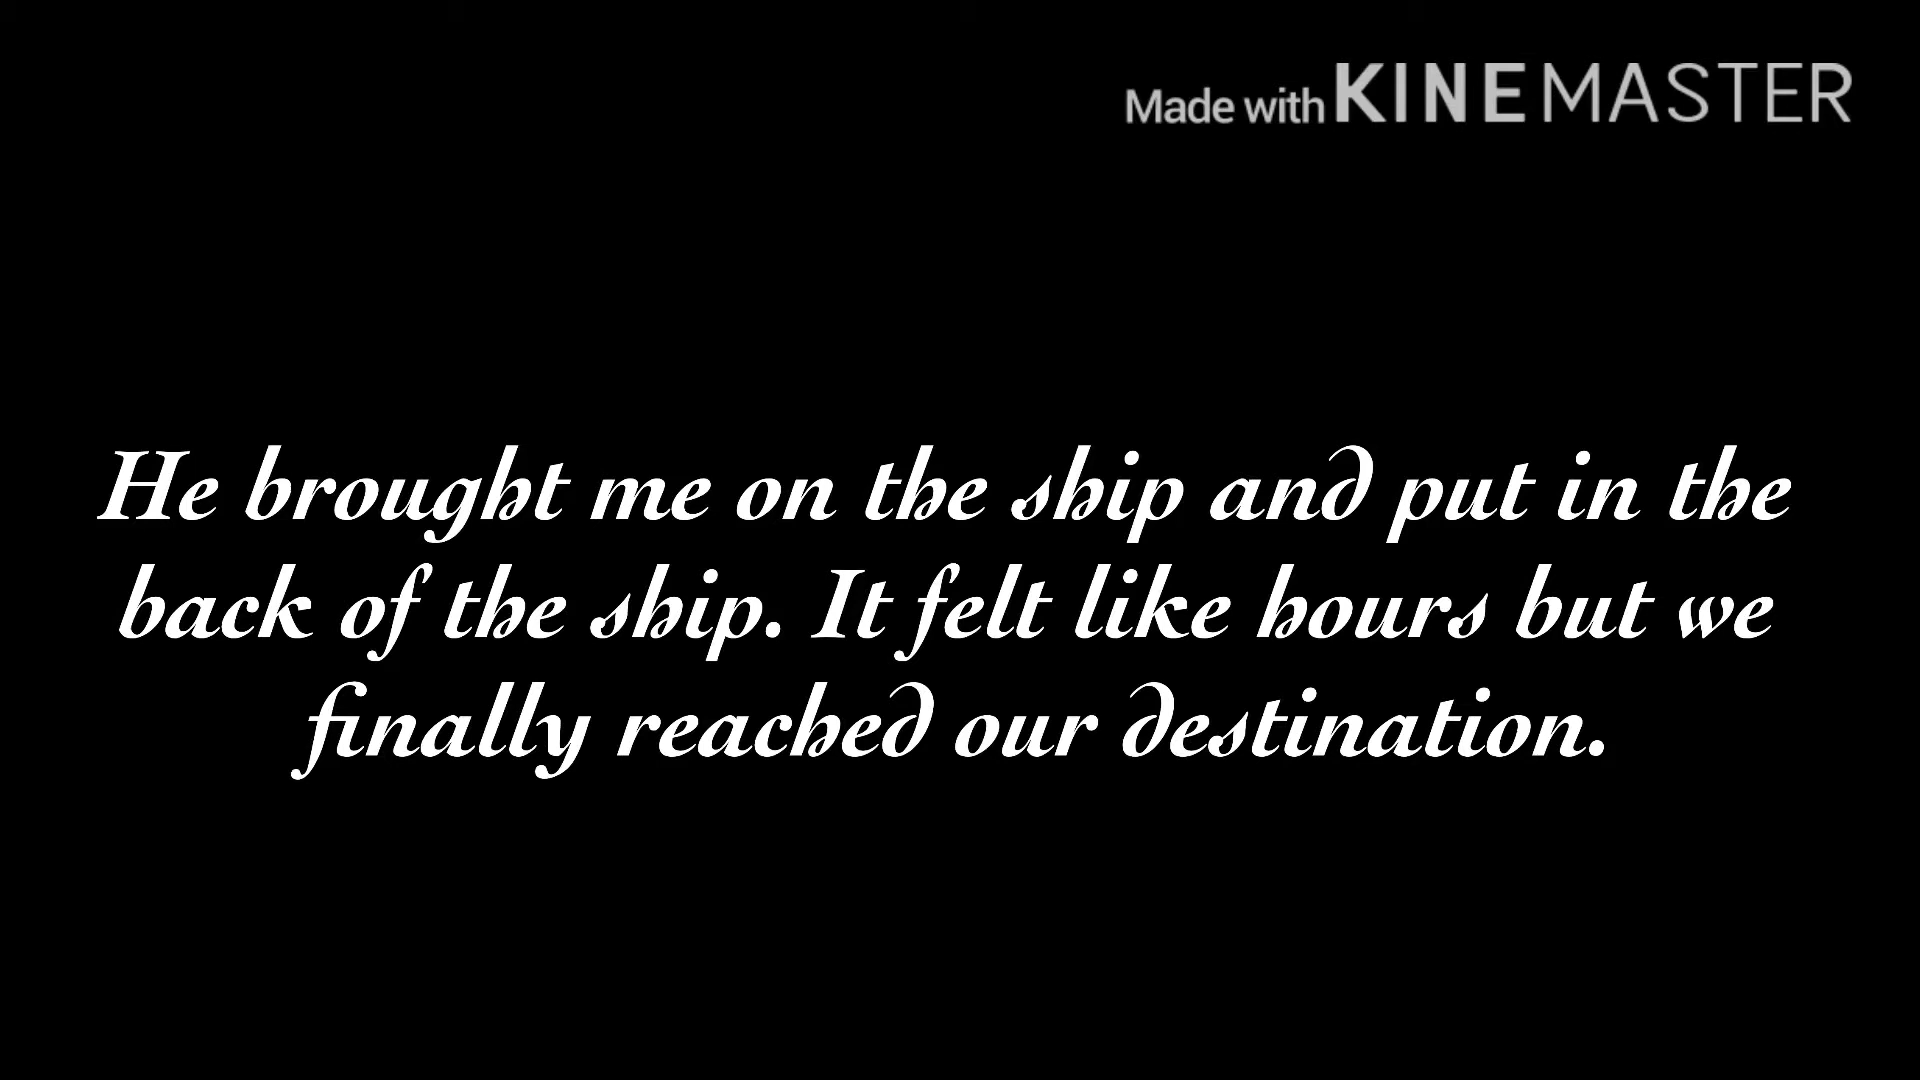 Made with KINEMASTER
He brought me on the ship and put in the
back of the ship. It felt like hours but we
finally reached our destination.